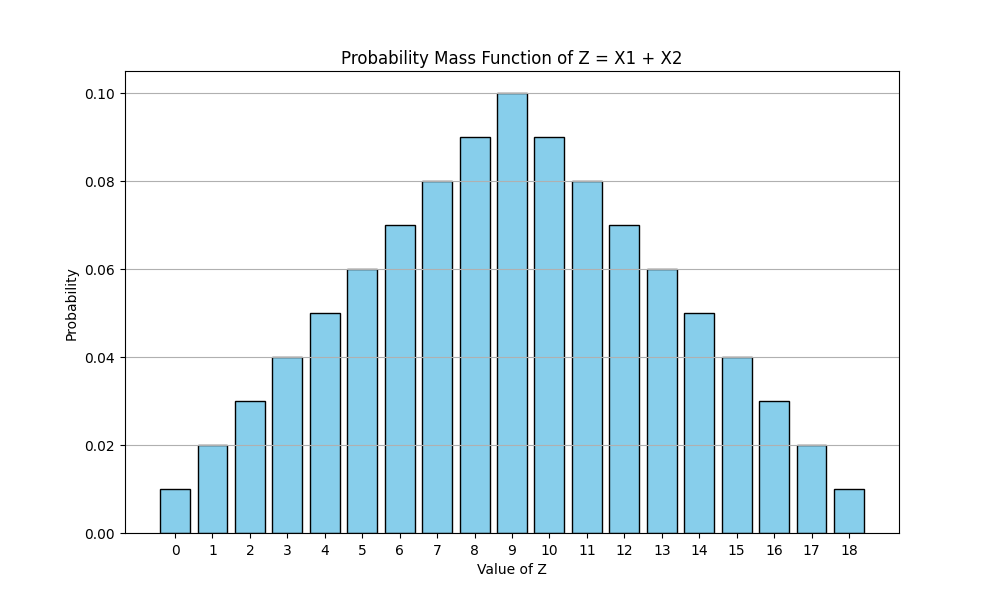 Probability Mass Function of Z = X1 + X2
Probability
0.10
0.08
0.06
0.04
0.02
0.00
0 1 2 3 4 5 6 7 8 9 10 11 12 13 14 15 16 17 18
Value of Z